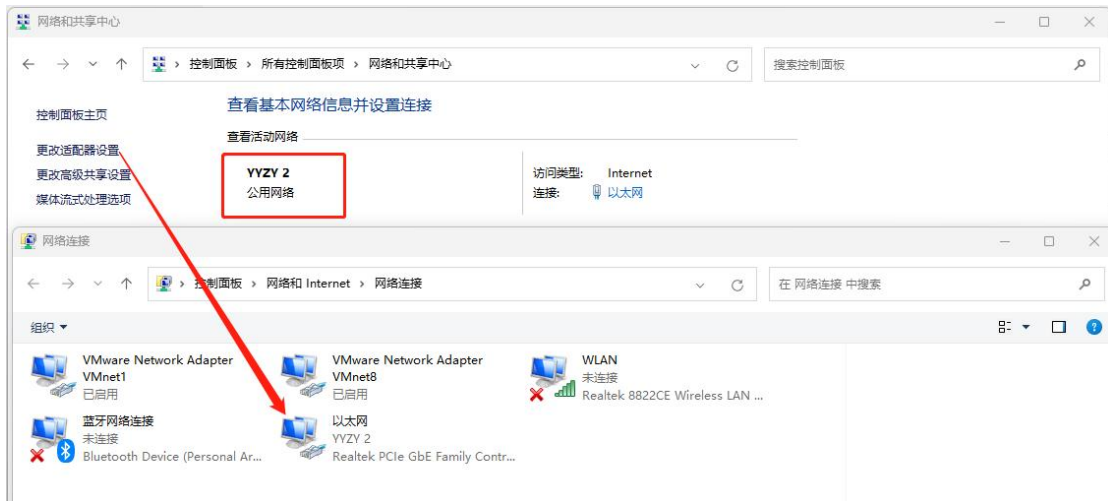 网络和共享中心
控制面板 › 所有控制面板项 › 网络和共享中心
搜索控制面板
控制面板主页
更改适配器设置
更改高级共享设置
媒体流式处理选项
查看基本网络信息并设置连接
查看活动网络
YYZY 2
公用网络
访问类型: Internet
连接: 以太网
网络连接
控制面板 › 网络和 Internet › 网络连接
在 网络连接 中搜索
组织
VMware Network Adapter
VMnet1
已启用
VMware Network Adapter
VMnet8
已启用
WLAN
未连接
Realtek 8822CE Wireless LAN ...
蓝牙网络连接
未连接
Bluetooth Device (Personal Ar...
以太网
YYZY 2
Realtek PCIe GbE Family Contr...